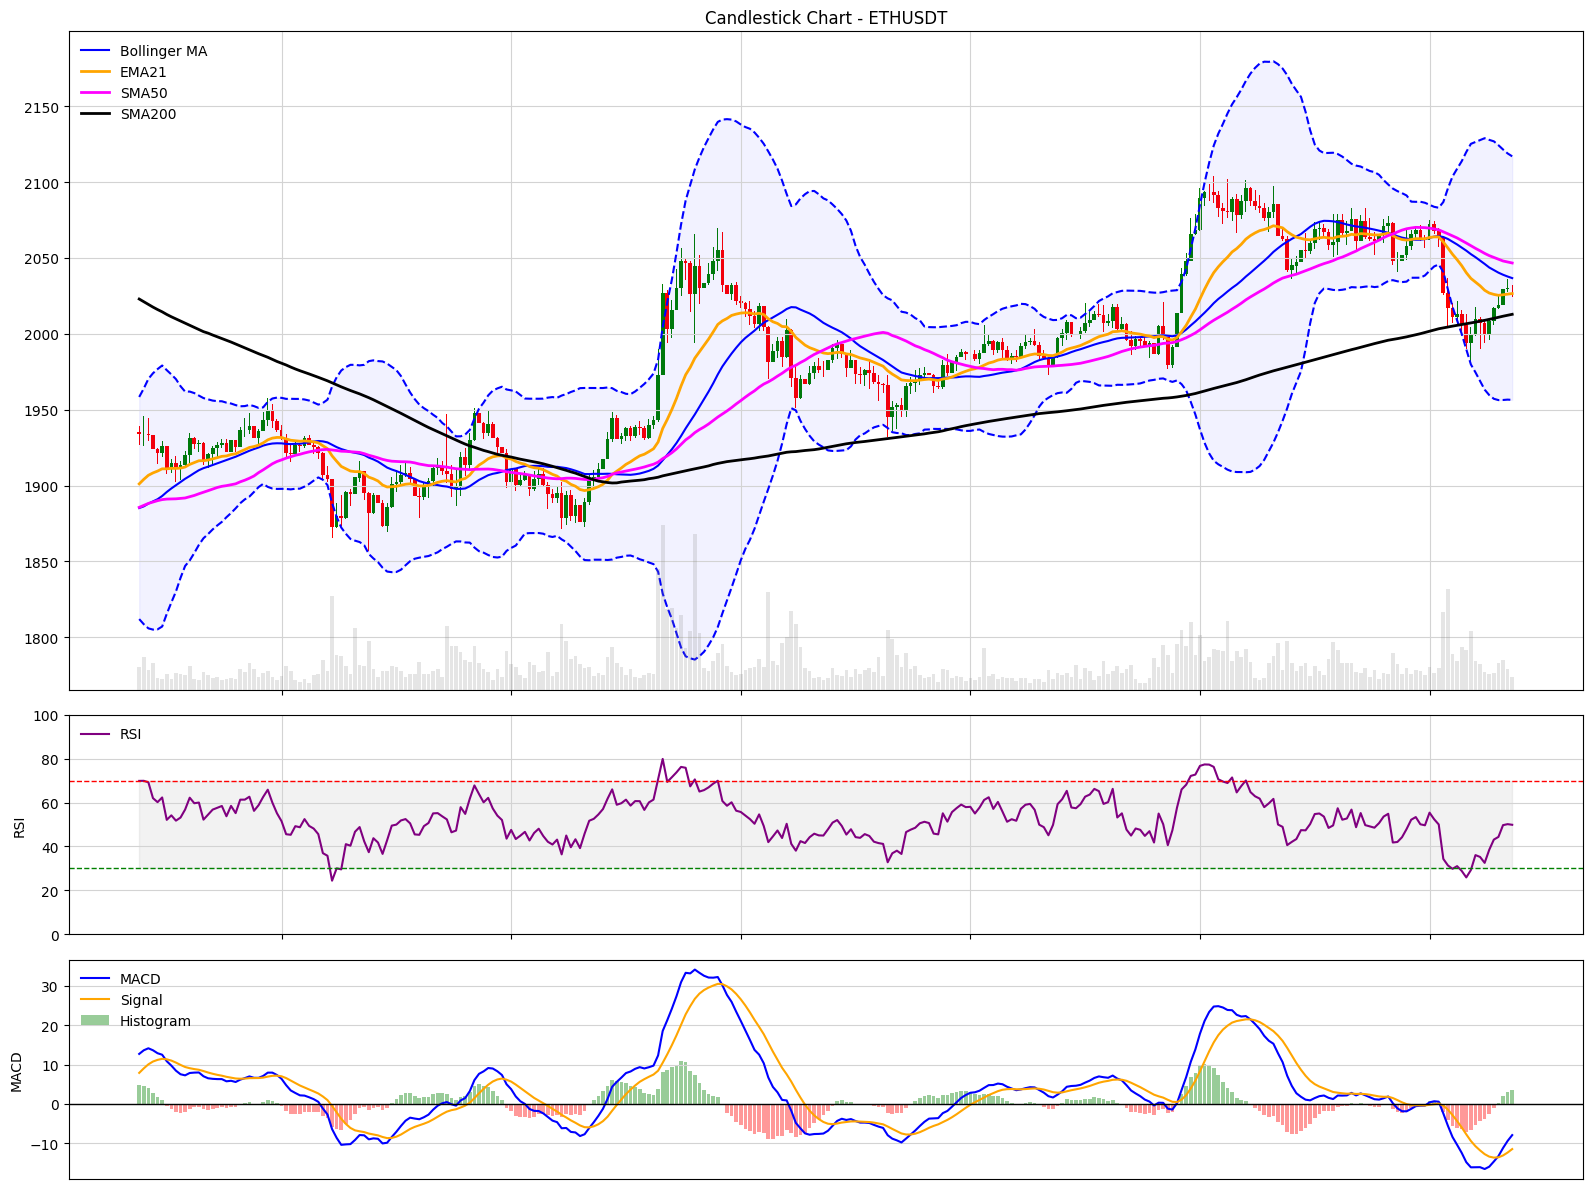 Candlestick Chart - ETHUSDT
Bollinger MA
EMA21
SMA50
SMA200
2150
2100
2050
2000
1950
1900
1850
1800
RSI
100
80
60
40
20
0
RSI
MACD
Signal
Histogram
30
20
10
0
−10
MACD